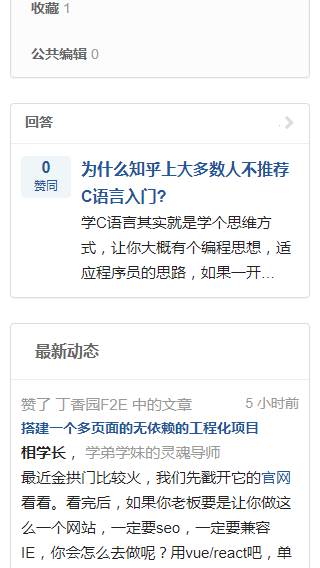 收藏 1
公共编辑 0
回答
0
赞同
为什么知乎上大多数人不推荐
C语言入门?
学C语言其实就是学个思维方
式，让你大概有个编程思想，适
应程序员的思路，如果一开…
最新动态
赞了 丁香园F2E 中的文章 5 小时前
搭建一个多页面的无依赖的工程化项目
相学长，学弟学妹的灵魂导师
最近金拱门比较火，我们先戳开它的官网
看看。看完后，如果你老板要是让你做这
么一个网站，一定要seo，一定要兼容
IE，你会怎么去做呢？用vue/react吧，单